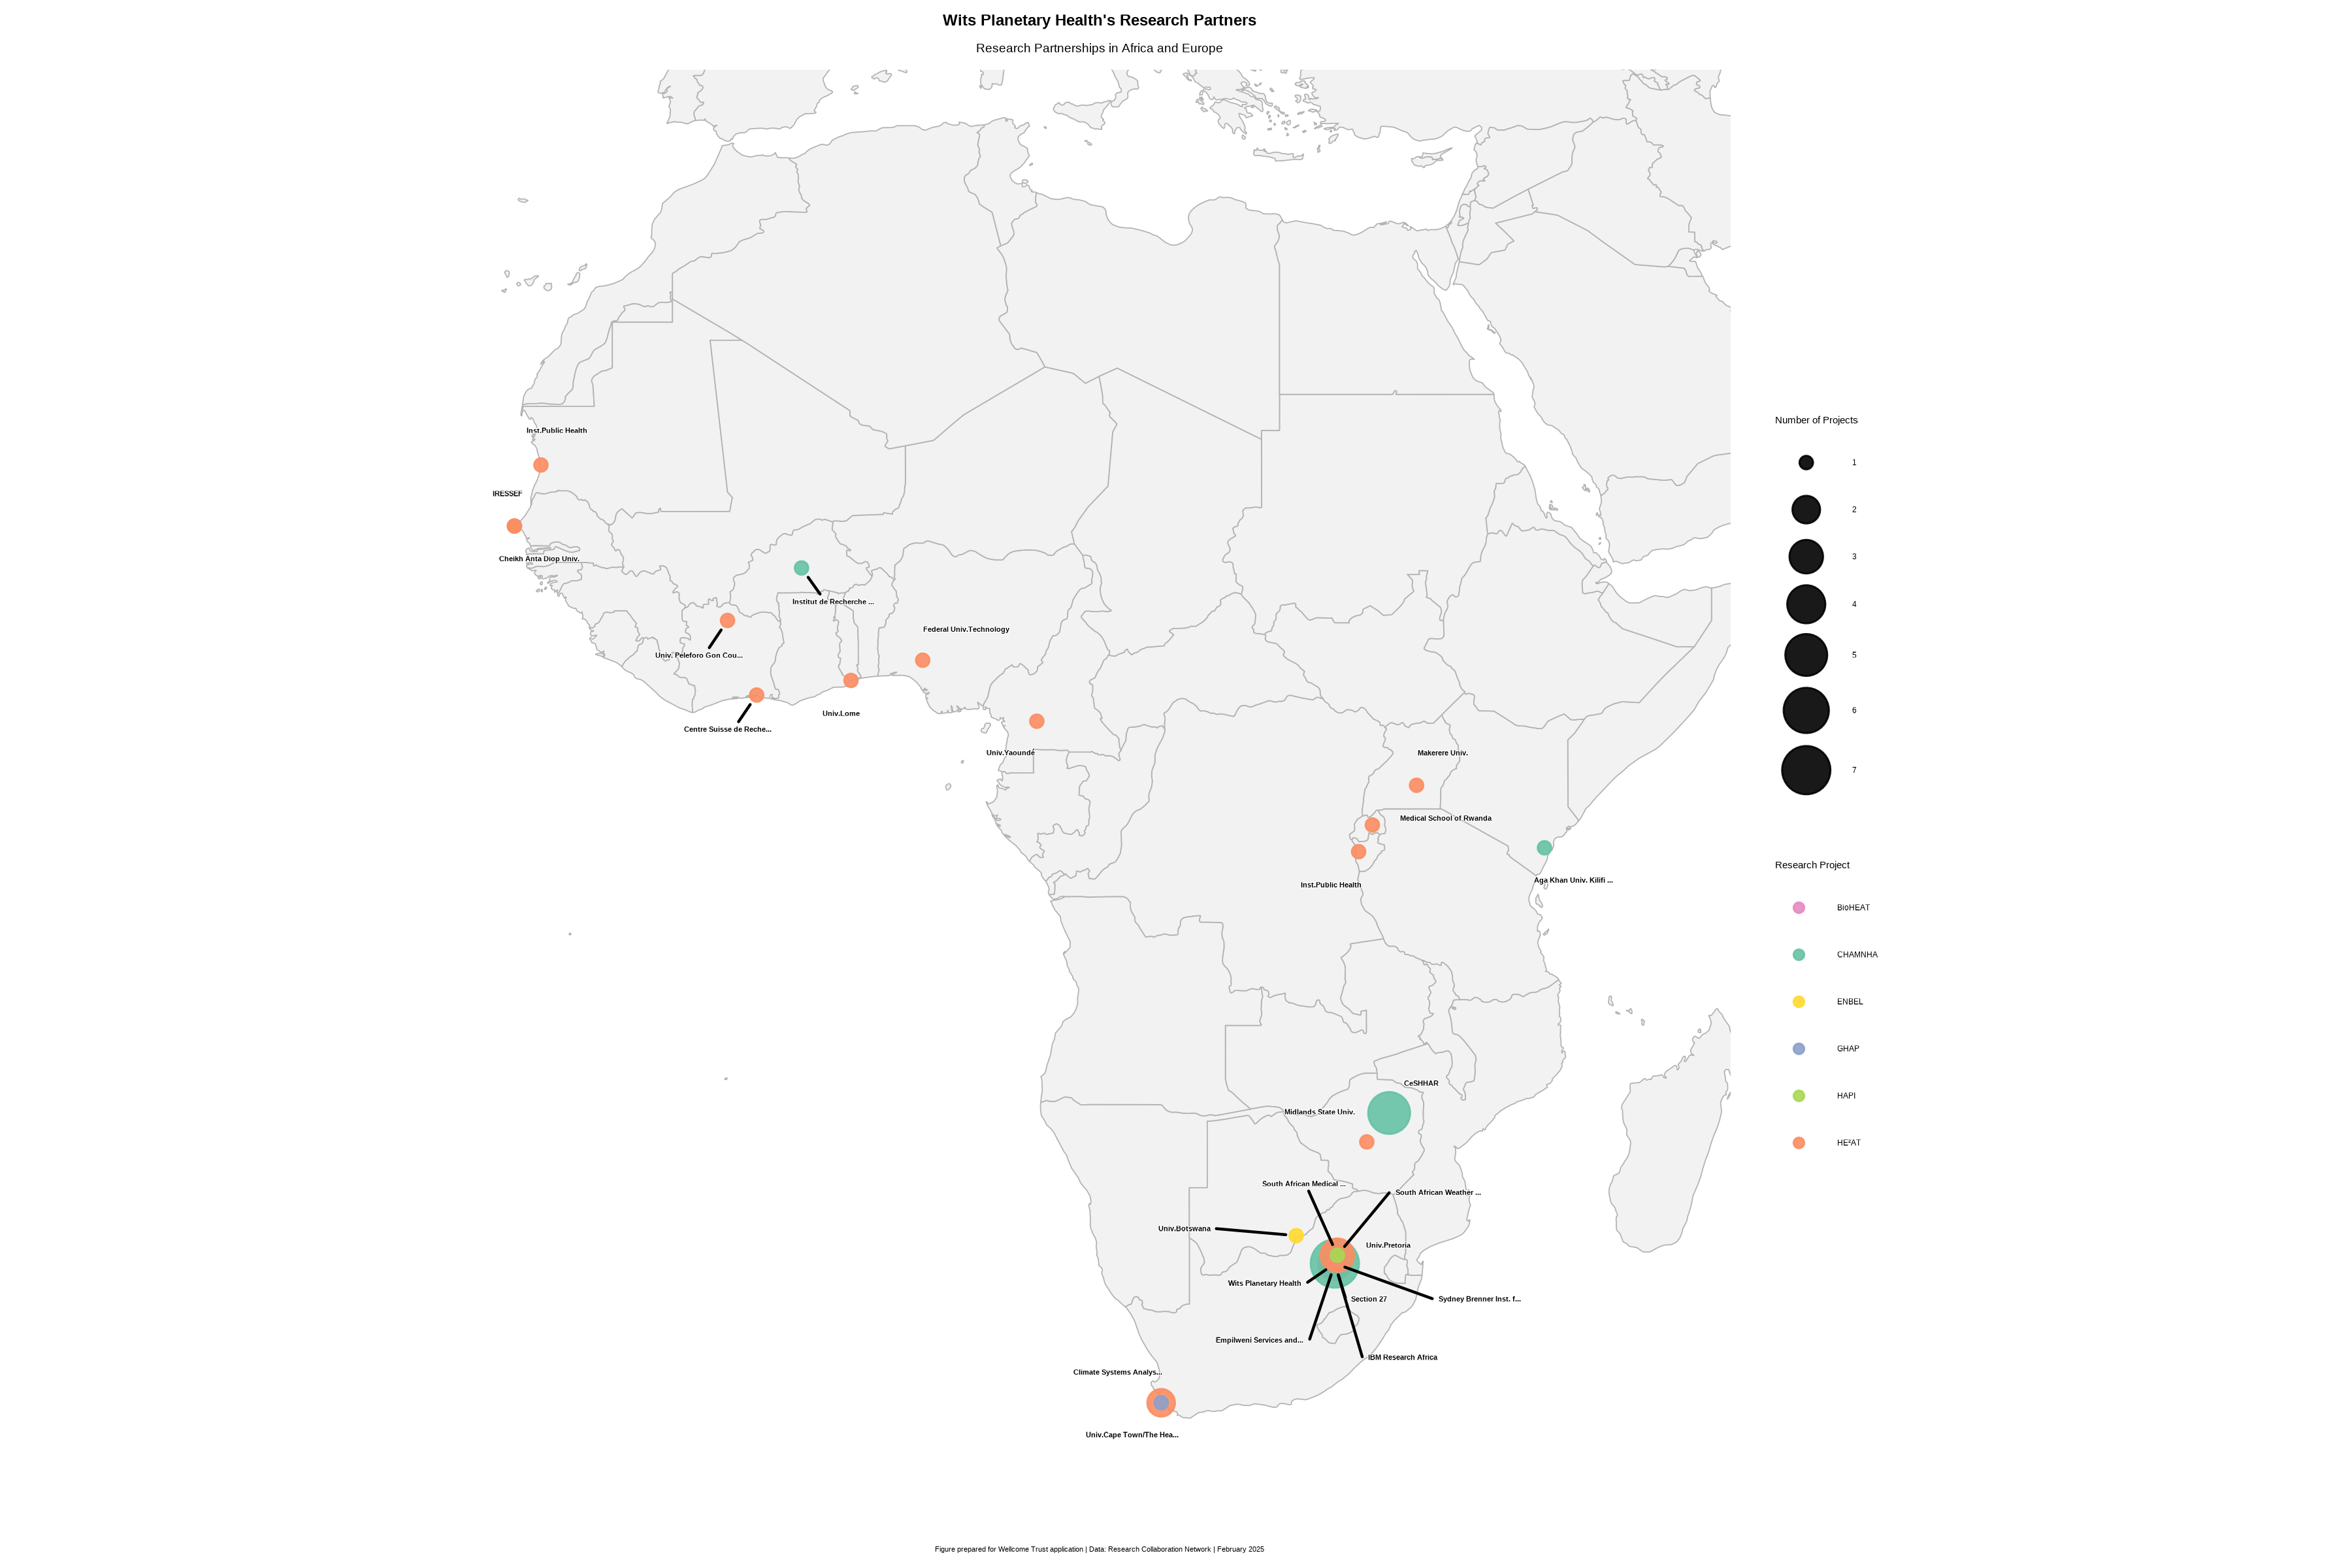 Wits Planetary Health's Research Partners
Research Partnerships in Africa and Europe
Inst.Public Health
IRESSEF
Cheikh Anta Diop Univ.
Institut de Recherche ...
Federal Univ.Technology
Univ. Peleforo Gon Cou...
Univ.Lome
Centre Suisse de Reche...
Univ.Yaoundé
Makerere Univ.
Medical School of Rwanda
Inst.Public Health
Aga Khan Univ. Kilifi ...
CeSHHAR
Midlands State Univ.
South African Medical ...
South African Weather ...
Univ.Botswana
Univ.Pretoria
Wits Planetary Health
Section 27
Sydney Brenner Inst. f...
Empilweni Services and...
IBM Research Africa
Climate Systems Analys...
Univ.Cape Town/The Hea...
Number of Projects
1
2
3
4
5
6
7
Research Project
BioHEAT
CHAMNHA
ENBEL
GHAP
HAPI
HE²AT
Figure prepared for Wellcome Trust application | Data: Research Collaboration Network | February 2025